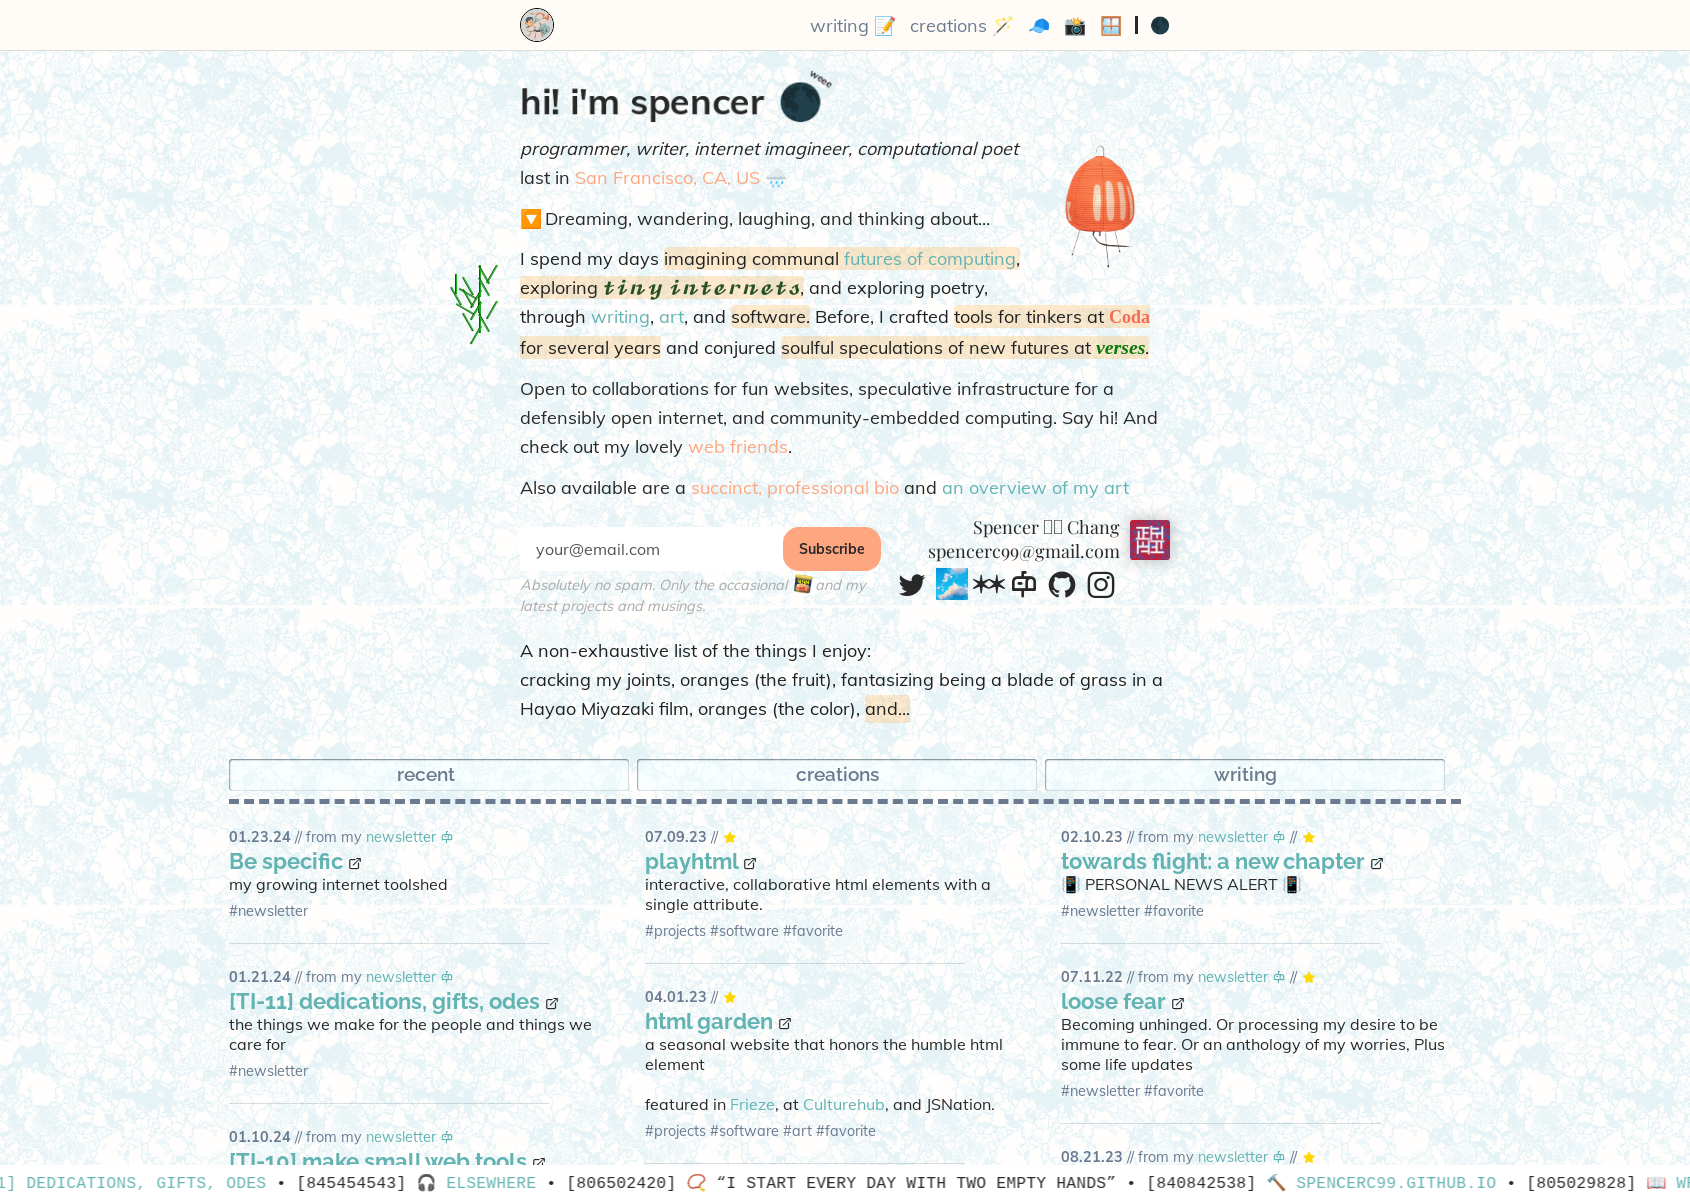 writing 📝 creations 🪄 🧢 📸 🪟 | 🌑
hi! i'm spencer 🌑 weee
programmer, writer, internet imagineer, computational poet
last in San Francisco, CA, US 🌧️
🔽 Dreaming, wandering, laughing, and thinking about...
I spend my days imagining communal futures of computing,
exploring tiny internets, and exploring poetry,
through writing, art, and software. Before, I crafted tools for tinkers at Coda
for several years and conjured soulful speculations of new futures at verses.
Open to collaborations for fun websites, speculative infrastructure for a
defensibly open internet, and community-embedded computing. Say hi! And
check out my lovely web friends.
Also available are a succinct, professional bio and an overview of my art
your@email.com Subscribe
Absolutely no spam. Only the occasional and my
latest projects and musings.
Spencer Chang
spencerc99@gmail.com
A non-exhaustive list of the things I enjoy:
cracking my joints, oranges (the fruit), fantasizing being a blade of grass in a
Hayao Miyazaki film, oranges (the color), and...
recent creations writing
01.23.24 // from my newsletter
Be specific
my growing internet toolshed
#newsletter
01.21.24 // from my newsletter
[TI-11] dedications, gifts, odes
the things we make for the people and things we
care for
#newsletter
01.10.24 // from my newsletter
[TI-10] make small web tools
07.09.23 // ⭐
playhtml
interactive, collaborative html elements with a
single attribute.
#projects #software #favorite
04.01.23 // ⭐
html garden
a seasonal website that honors the humble html
element
featured in Frieze, at Culturehub, and JSNation.
#projects #software #art #favorite
02.10.23 // from my newsletter // ⭐
towards flight: a new chapter
📳 PERSONAL NEWS ALERT 📳
#newsletter #favorite
07.11.22 // from my newsletter // ⭐
loose fear
Becoming unhinged. Or processing my desire to be
immune to fear. Or an anthology of my worries, Plus
some life updates
#newsletter #favorite
08.21.23 // from my newsletter // ⭐
1] DEDICATIONS, GIFTS, ODES • [845454543] 🎧 ELSEWHERE • [806502420] 📿 “I START EVERY DAY WITH TWO EMPTY HANDS” • [840842538] 🔨 SPENCERC99.GITHUB.IO • [805029828] 📖